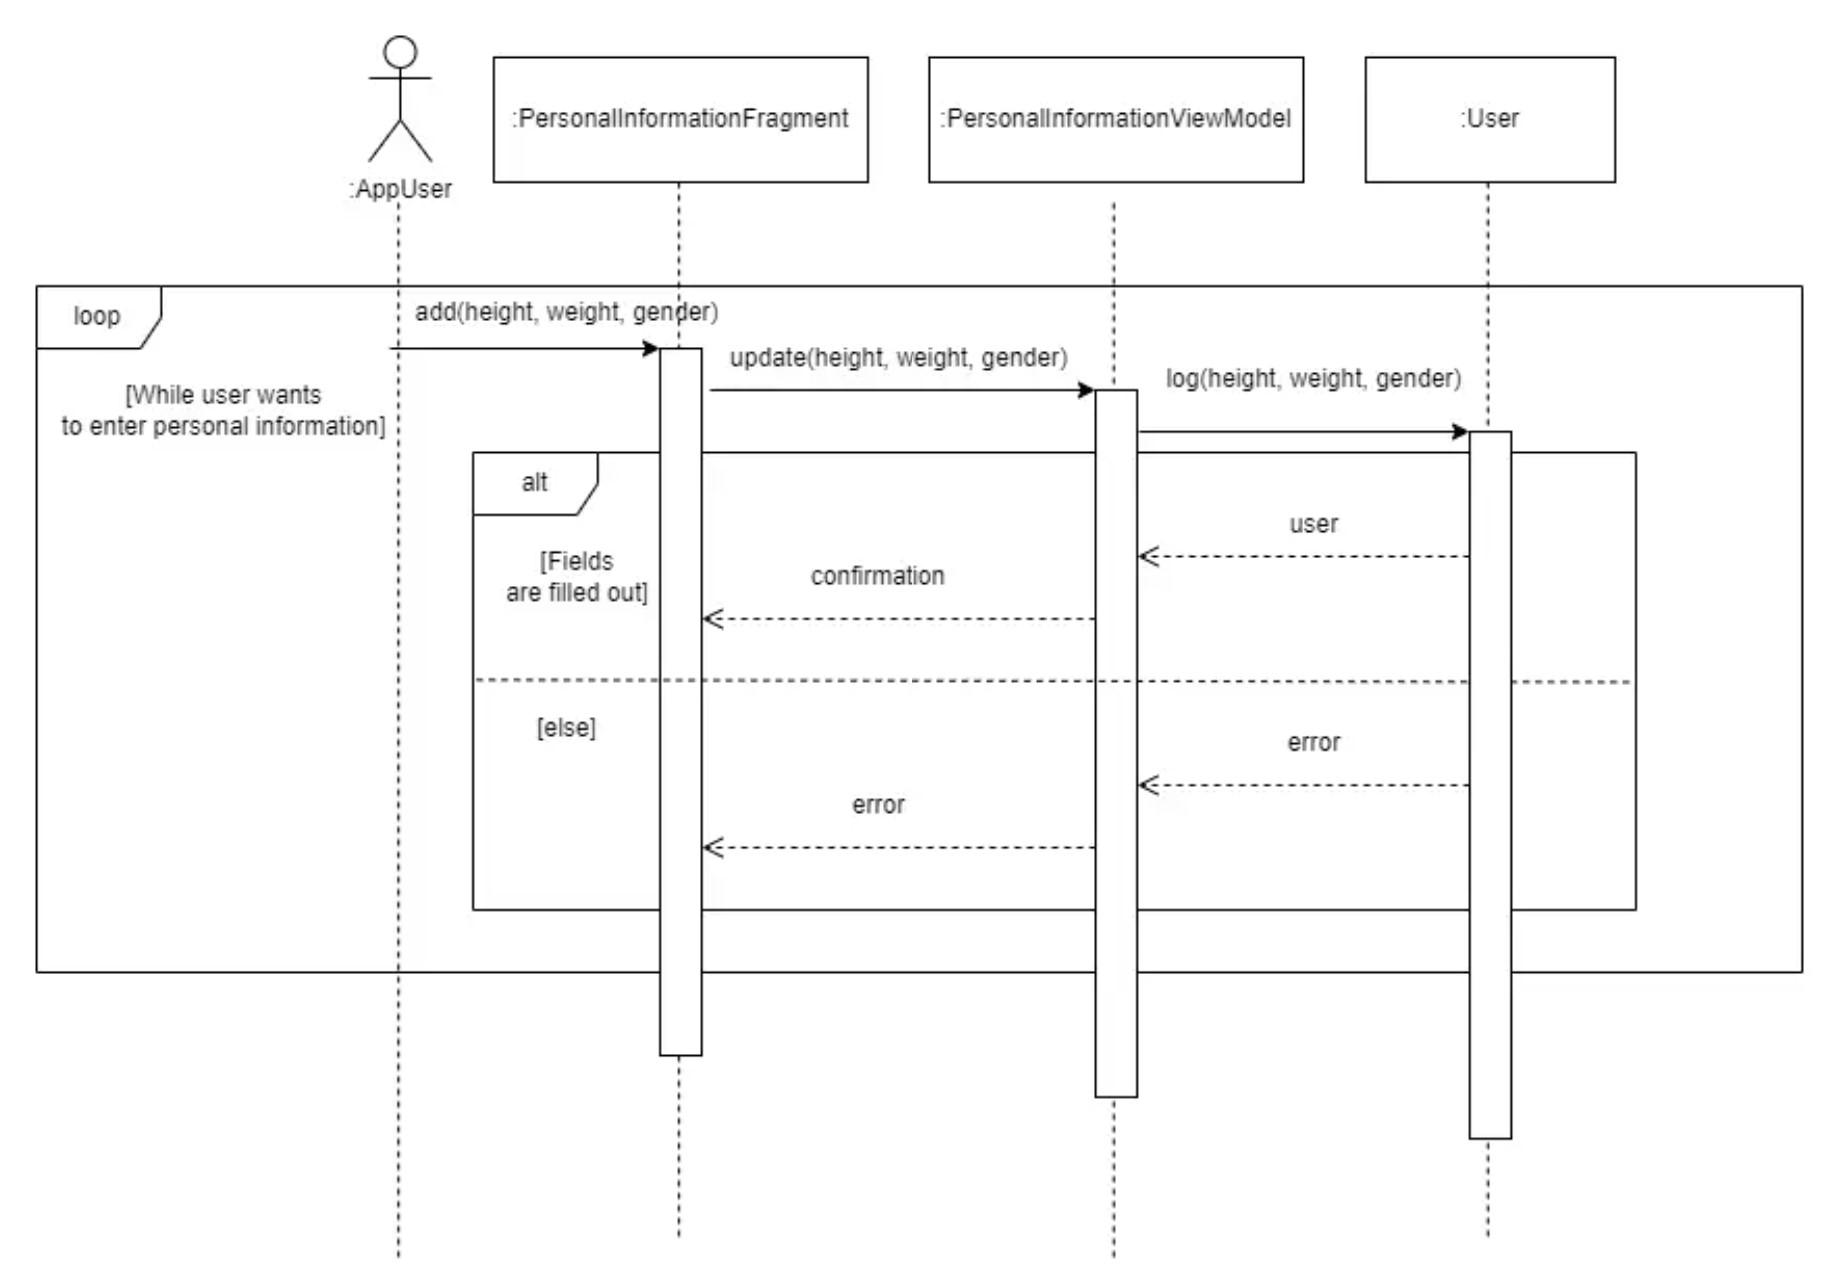 :AppUser
:PersonalInformationFragment
:PersonalInformationViewModel
:User
loop
add(height, weight, gender)
[While user wants
to enter personal information]
update(height, weight, gender)
log(height, weight, gender)
alt
[Fields
are filled out]
user
confirmation
[else]
error
error